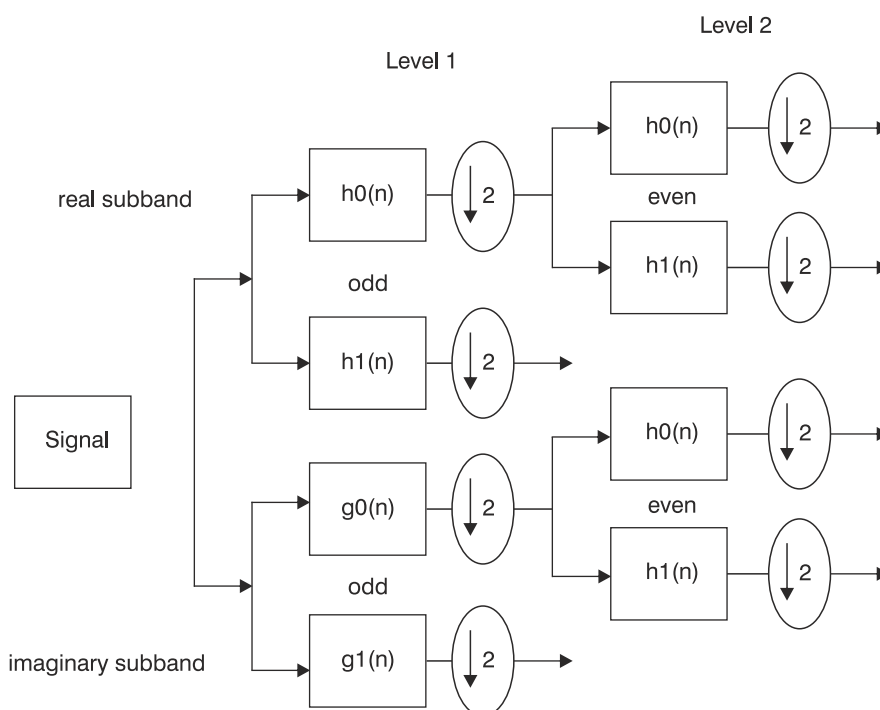 Level 2
Level 1
h0(n)
2
real subband
h0(n)
2
even
h1(n)
2
odd
h1(n)
2
Signal
h0(n)
2
g0(n)
2
even
h1(n)
2
odd
imaginary subband
g1(n)
2